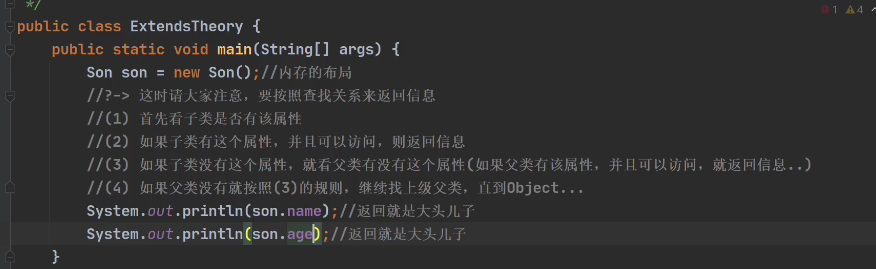 */
public class ExtendsTheory {
public static void main(String[] args) {
Son son = new Son();//内存的布局
//?-> 这时请大家注意，要按照查找关系来返回信息
//(1) 首先看子类是否有该属性
//(2) 如果子类有这个属性，并且可以访问，则返回信息
//(3) 如果子类没有这个属性，就看父类有没有这个属性(如果父类有该属性，并且可以访问，就返回信息..)
//(4) 如果父类没有就按照(3)的规则，继续找上级父类，直到Object...
System.out.println(son.name);//返回就是大头儿子
System.out.println(son.age);//返回就是大头儿子
}
1 4